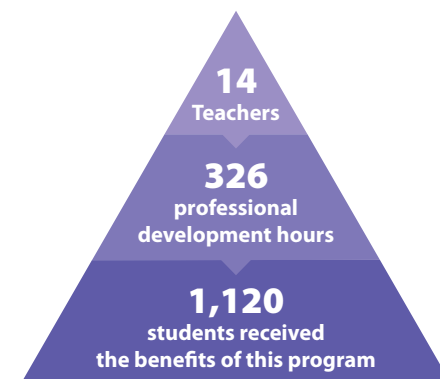 14
Teachers
326
professional
development hours
1,120
students received
the benefits of this program